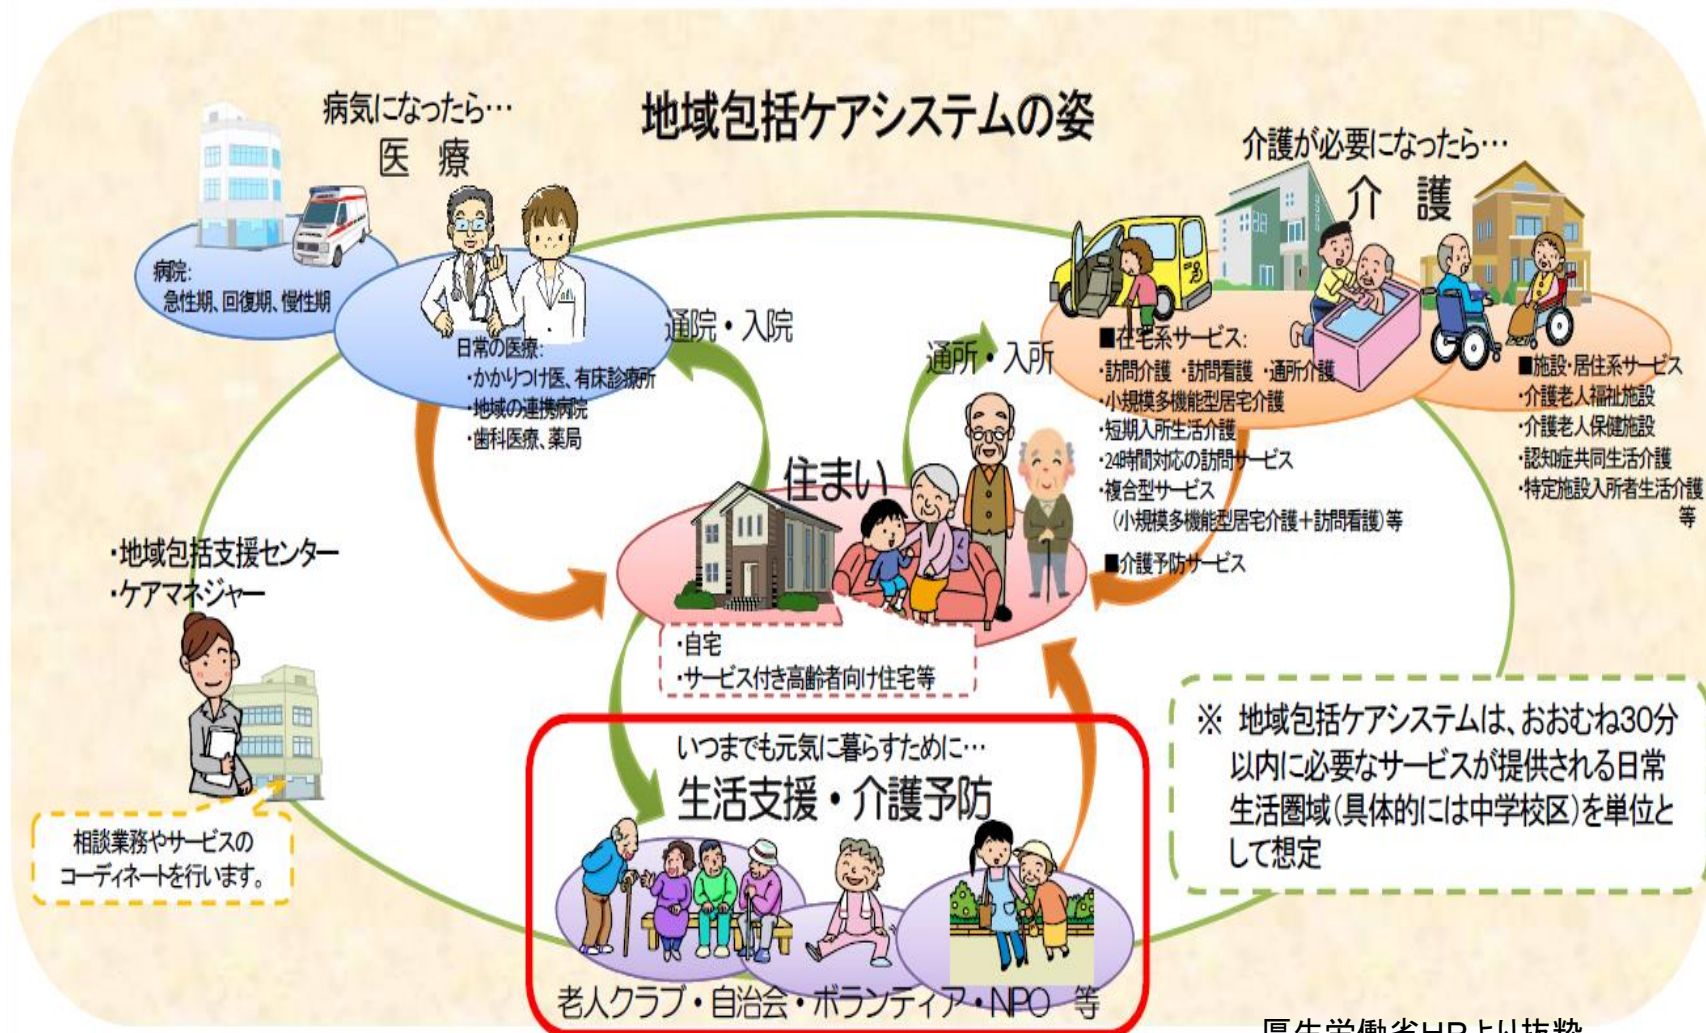 地域包括ケアシステムの姿
病気になったら…
医 療
病院:
急性期、回復期、慢性期
日常の医療:
・かかりつけ医、有床診療所
・地域の連携病院
・歯科医療、薬局
通院・入院
通所・入所
介護が必要になったら…
介 護
■在宅系サービス:
・訪問介護 ・訪問看護 ・通所介護
・小規模多機能型居宅介護
・短期入所生活介護
・24時間対応の訪問サービス
・複合型サービス
（小規模多機能型居宅介護＋訪問看護）等
■介護予防サービス
■施設・居住系サービス
・介護老人福祉施設
・介護老人保健施設
・認知症共同生活介護
・特定施設入所者生活介護
等
住まい
・自宅
・サービス付き高齢者向け住宅等
・地域包括支援センター
・ケアマネジャー
相談業務やサービスの
コーディネートを行います。
いつまでも元気に暮らすために…
生活支援・介護予防
老人クラブ・自治会・ボランティア・NPO 等
※ 地域包括ケアシステムは、おおむね30分
以内に必要なサービスが提供される日常
生活圏域（具体的には中学校区）を単位と
して想定
厚生労働省HPより抜粋